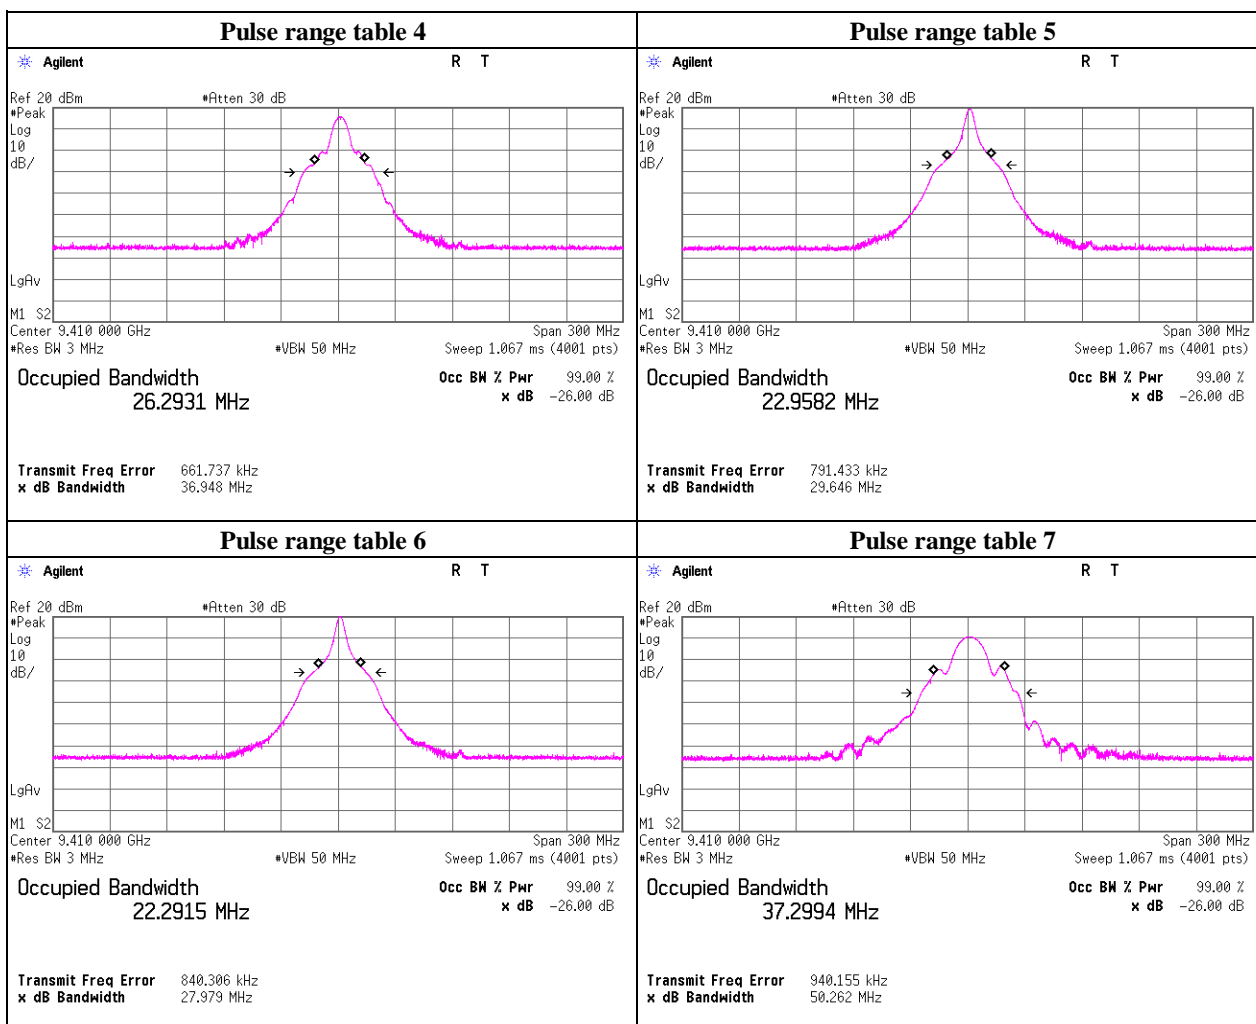 Pulse range table 4
Agilent R T
Ref 20 dBm #Atten 30 dB
#Peak
Log
10
dB/
LgAv
M1 S2
Center 9.410 000 GHz Span 300 MHz
#Res BW 3 MHz #VBW 50 MHz Sweep 1.067 ms (4001 pts)
Occupied Bandwidth Occ BW % Pwr 99.00 %
26.2931 MHz x dB -26.00 dB
Transmit Freq Error 661.737 kHz
x dB Bandwidth 36.948 MHz
Pulse range table 5
Agilent R T
Ref 20 dBm #Atten 30 dB
#Peak
Log
10
dB/
LgAv
M1 S2
Center 9.410 000 GHz Span 300 MHz
#Res BW 3 MHz #VBW 50 MHz Sweep 1.067 ms (4001 pts)
Occupied Bandwidth Occ BW % Pwr 99.00 %
22.9582 MHz x dB -26.00 dB
Transmit Freq Error 791.433 kHz
x dB Bandwidth 29.646 MHz
Pulse range table 6
Agilent R T
Ref 20 dBm #Atten 30 dB
#Peak
Log
10
dB/
LgAv
M1 S2
Center 9.410 000 GHz Span 300 MHz
#Res BW 3 MHz #VBW 50 MHz Sweep 1.067 ms (4001 pts)
Occupied Bandwidth Occ BW % Pwr 99.00 %
22.2915 MHz x dB -26.00 dB
Transmit Freq Error 840.306 kHz
x dB Bandwidth 27.979 MHz
Pulse range table 7
Agilent R T
Ref 20 dBm #Atten 30 dB
#Peak
Log
10
dB/
LgAv
M1 S2
Center 9.410 000 GHz Span 300 MHz
#Res BW 3 MHz #VBW 50 MHz Sweep 1.067 ms (4001 pts)
Occupied Bandwidth Occ BW % Pwr 99.00 %
37.2994 MHz x dB -26.00 dB
Transmit Freq Error 940.155 kHz
x dB Bandwidth 50.262 MHz